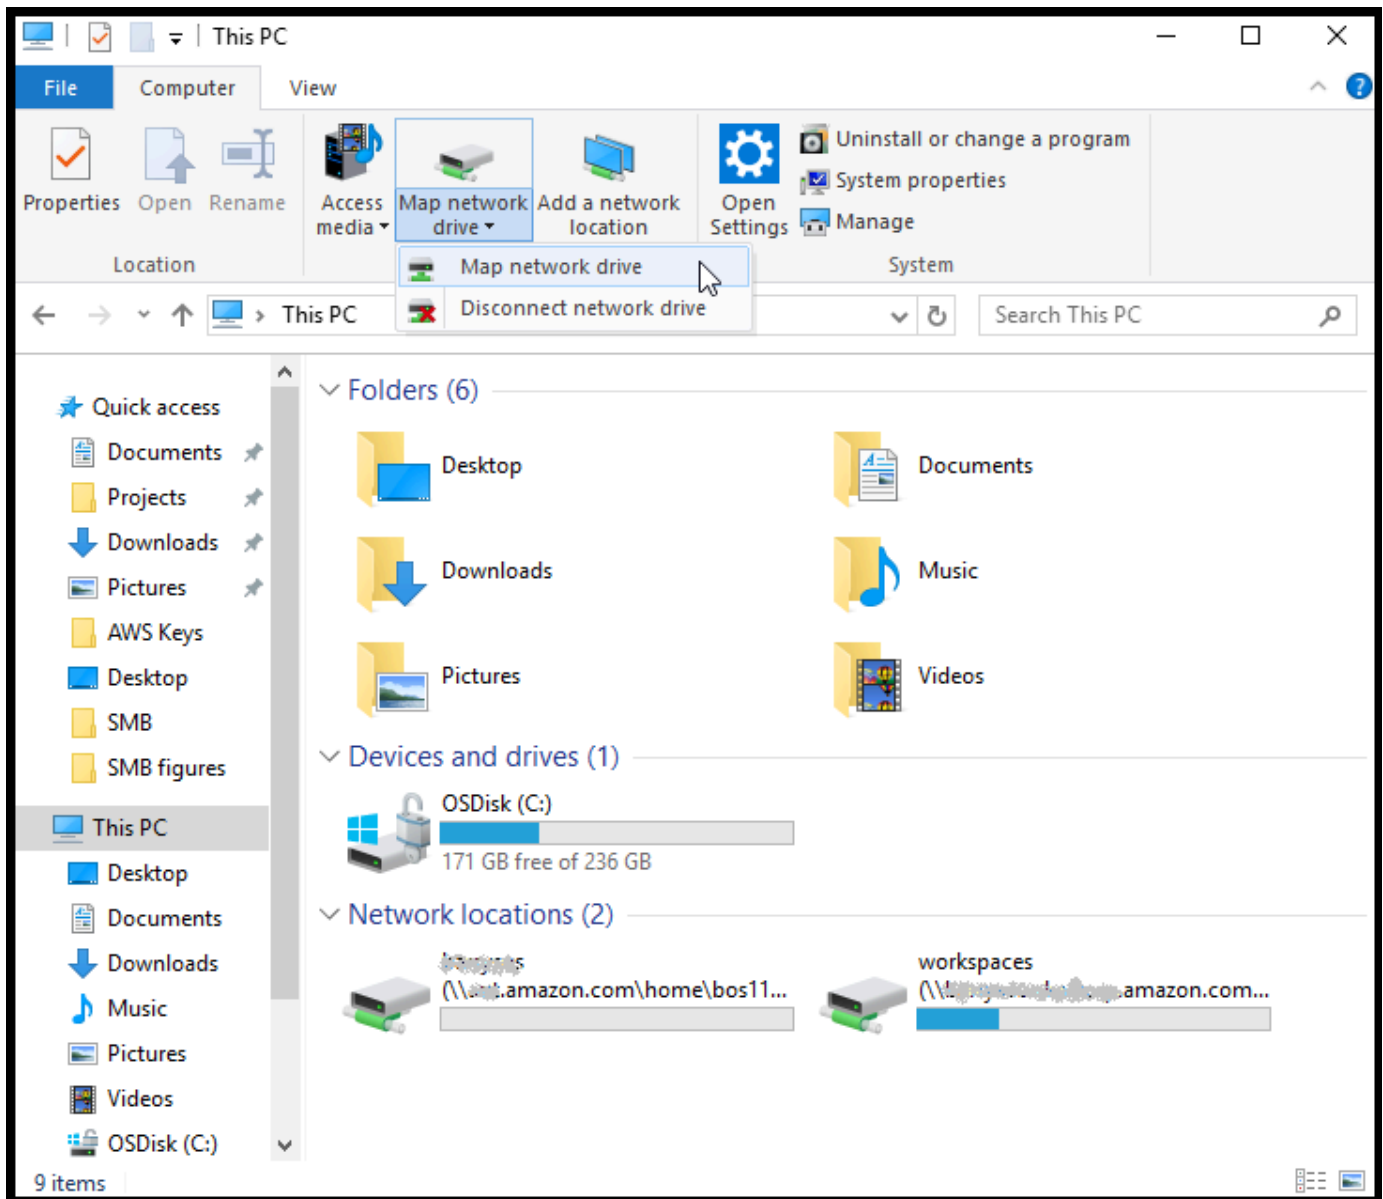 This PC
File Computer View
Properties Open Rename
Access media
Map network drive
Add a network location
Open Settings
Uninstall or change a program
System properties
Manage
Location
System
Map network drive
Disconnect network drive
This PC
Search This PC
Quick access
Documents
Projects
Downloads
Pictures
AWS Keys
Desktop
SMB
SMB figures
This PC
Desktop
Documents
Downloads
Music
Pictures
Videos
OSDisk (C:)
Folders (6)
Desktop
Documents
Downloads
Music
Pictures
Videos
Devices and drives (1)
OSDisk (C:)
171 GB free of 236 GB
Network locations (2)
.amazon.com\home\bos11...
workspaces
.amazon.com...
9 items